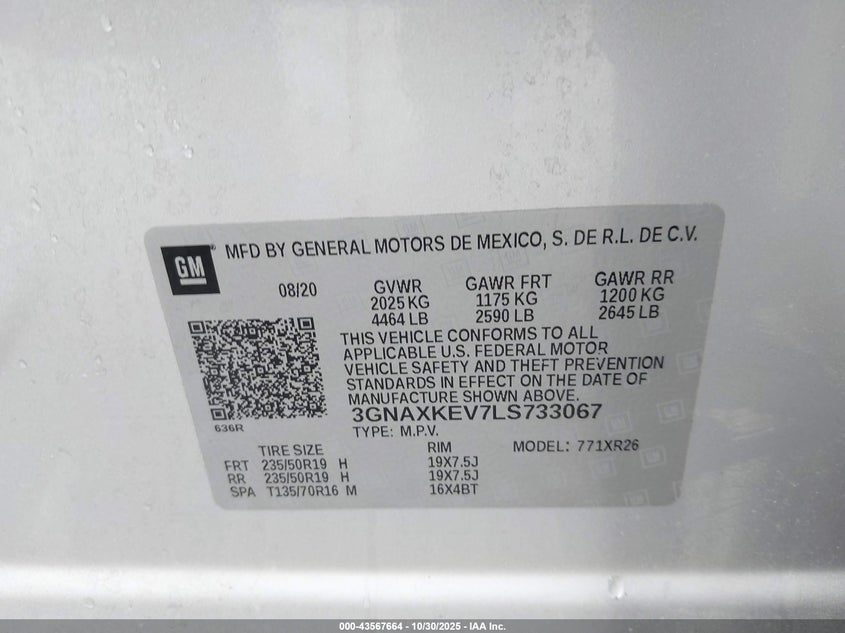 GM
MFD BY GENERAL MOTORS DE MEXICO, S. DE R.L. DE C.V.
08/20 GVWR GAWR FRT GAWR RR
2025 KG 1175 KG 1200 KG
4464 LB 2590 LB 2645 LB
THIS VEHICLE CONFORMS TO ALL
APPLICABLE U.S. FEDERAL MOTOR
VEHICLE SAFETY AND THEFT PREVENTION
STANDARDS IN EFFECT ON THE DATE OF
MANUFACTURE SHOWN ABOVE.
3GNAXKEV7LS733067
636R
TYPE: M.P.V.
TIRE SIZE RIM MODEL: 771XR26
FRT 235/50R19 H 19X7.5J
RR 235/50R19 H 19X7.5J
SPA T135/70R16 M 16X4BT
000-43567664 - 10/30/2025 - IAA Inc.